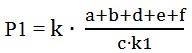 P1 = k · (a+b+d+e+f)/(c·k1)